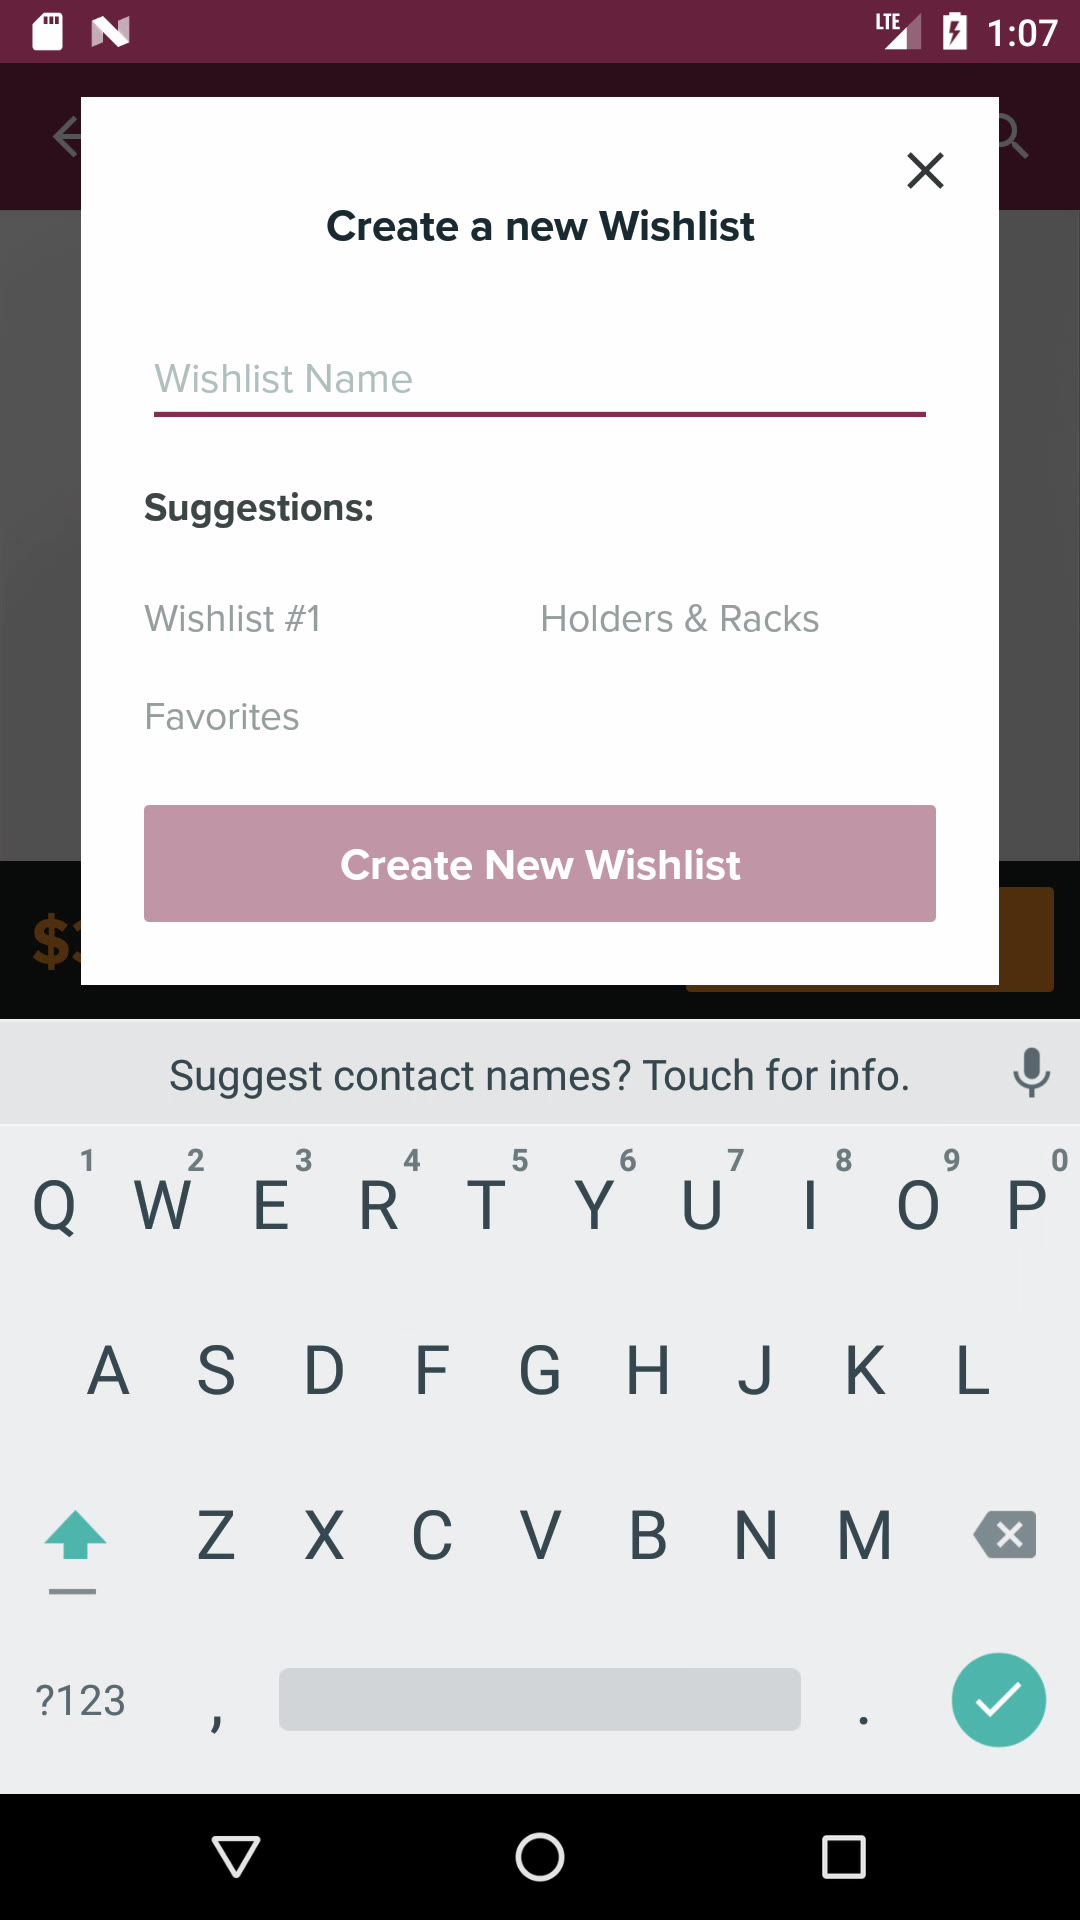 LTE 1:07
Create a new Wishlist
Wishlist Name
Suggestions:
Wishlist #1 Holders & Racks
Favorites
Create New Wishlist
$
Suggest contact names? Touch for info.
1 2 3 4 5 6 7 8 9 0
Q W E R T Y U I O P
A S D F G H J K L
Z X C V B N M
?123 , .